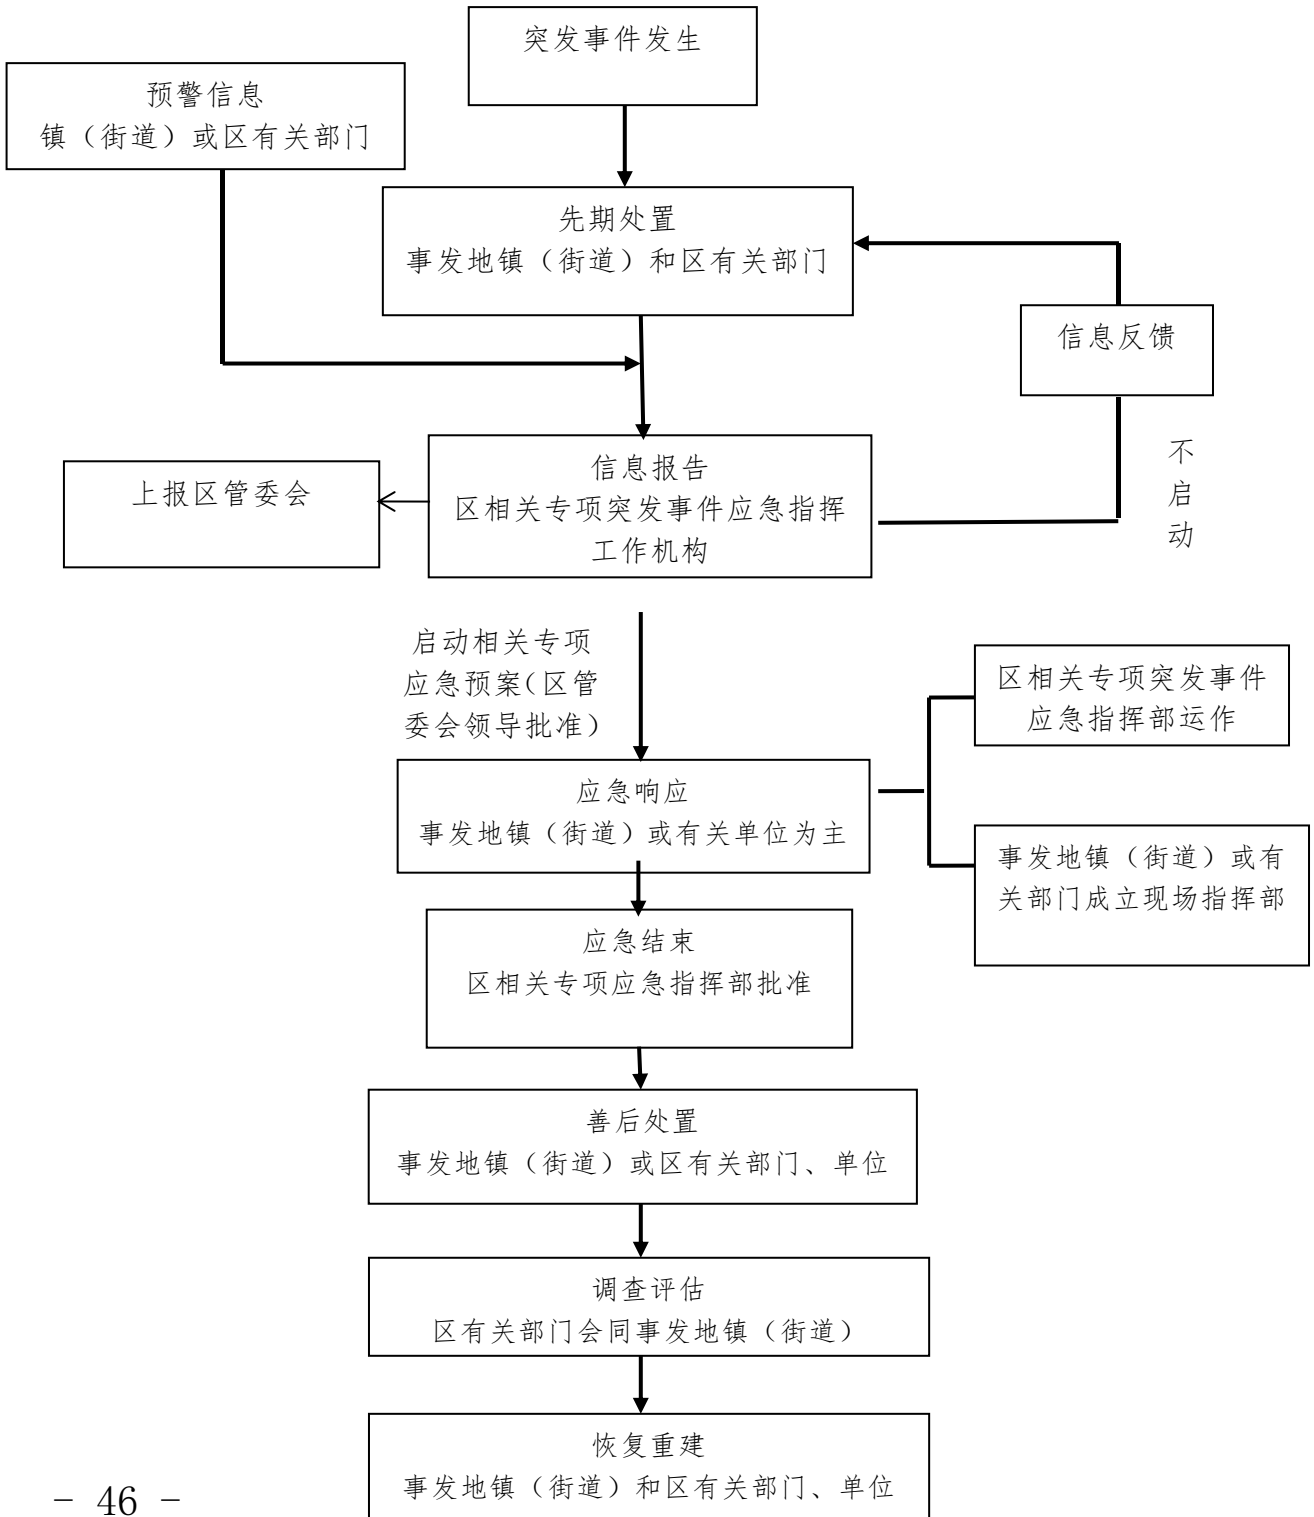 突发事件发生
预警信息
镇（街道）或区有关部门
先期处置
事发地镇（街道）和区有关部门
信息反馈
不
启
动
信息报告
区相关专项突发事件应急指挥
工作机构
上报区管委会
启动相关专项
应急预案（区管
委会领导批准）
区相关专项突发事件
应急指挥部运作
应急响应
事发地镇（街道）或有关单位为主
事发地镇（街道）或有
关部门成立现场指挥部
应急结束
区相关专项应急指挥部批准
善后处置
事发地镇（街道）或区有关部门、单位
调查评估
区有关部门会同事发地镇（街道）
恢复重建
事发地镇（街道）和区有关部门、单位
- 46 -